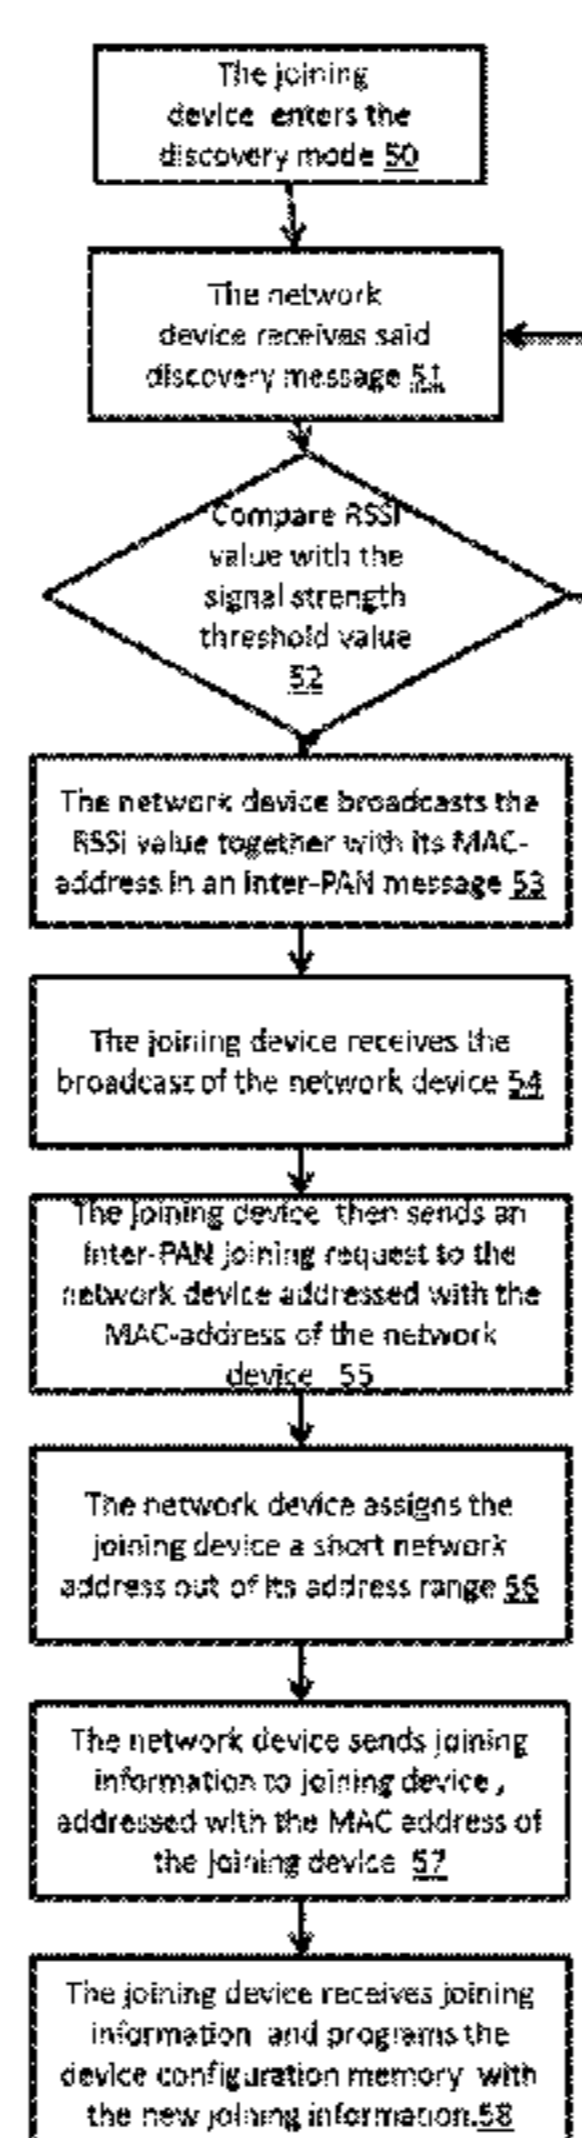 The joining
device enters the
discovery mode 50
The network
device receives said
discovery message 51
Compare RSSI
value with the
signal strength
threshold value
52
The network device broadcasts the
RSSi value together with its MAC-
address in an inter-PAN message 53
The joining device receives the
broadcast of the network device 54
The joining device then sends an
inter-PAN joining request to the
network device addressed with the
MAC-address of the network
device 55
The network device assigns the
joining device a short network
address out of its address range 56
The network device sends joining
information to joining device ,
addressed with the MAC address of
the joining device 57
The joining device receives joining
information and programs the
device configuration memory with
the new joining information.58